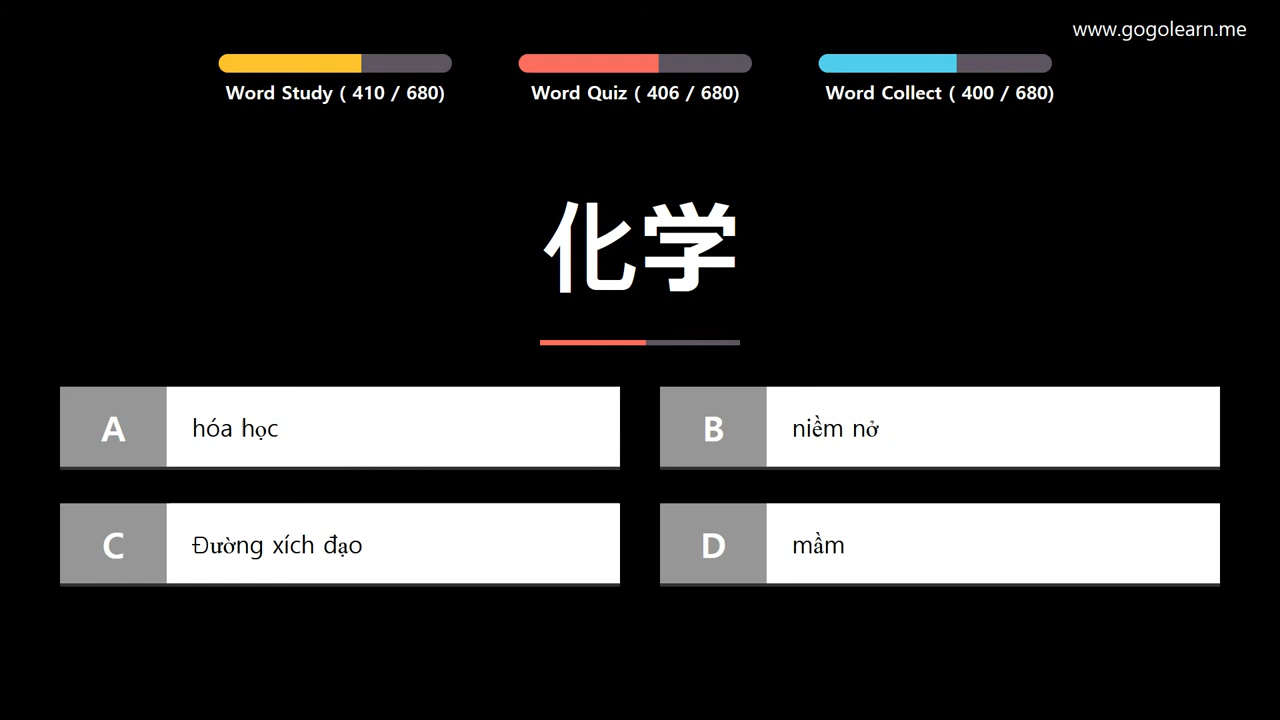 www.gogolearn.me
Word Study ( 410 / 680)
Word Quiz ( 406 / 680)
Word Collect ( 400 / 680)
化学
A
hóa học
B
niềm nở
C
Đường xích đạo
D
mầm